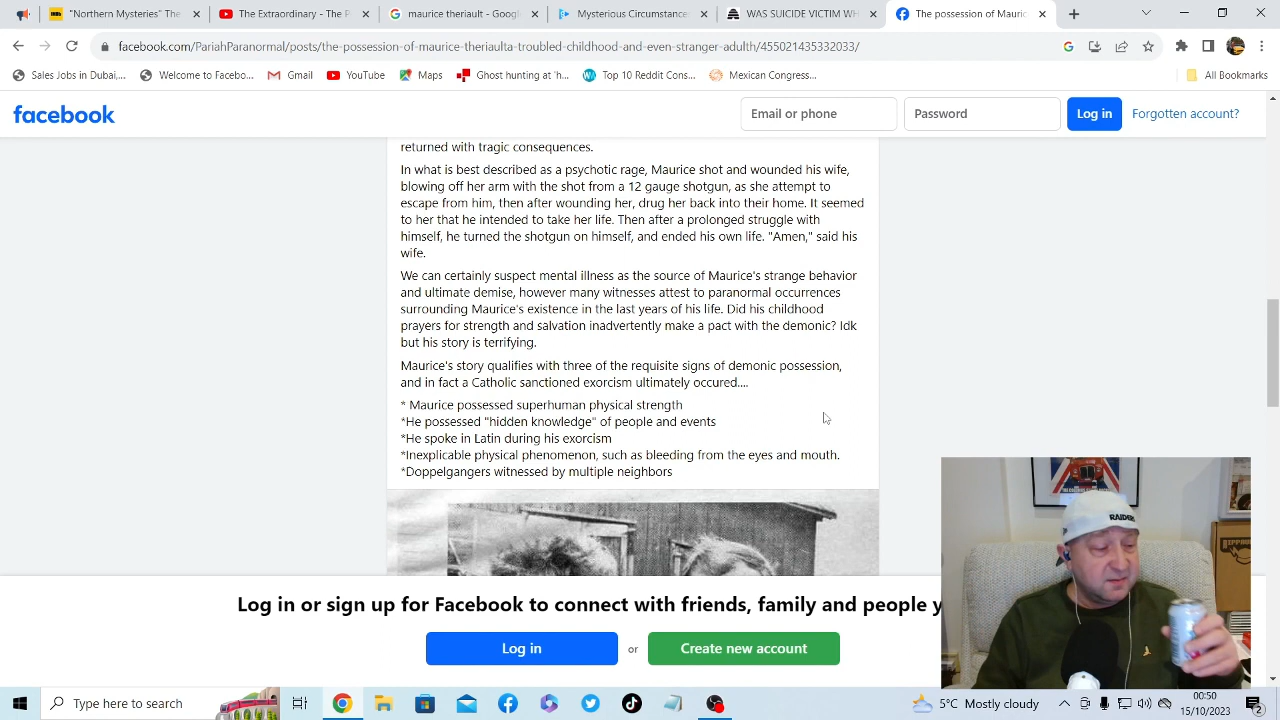 "Northern Mysteries" The
The Extraordinary - The P
maurice theriault - Googl
Mysterious Circumstances
WAS SUICIDE VICTIM WH
The possession of Mauric
facebook.com/PariahParanormal/posts/the-possession-of-maurice-theriaulta-troubled-childhood-and-even-stranger-adulth/455021435332033/
Sales Jobs in Dubai,...
Welcome to Facebo...
Gmail
YouTube
Maps
Ghost hunting at 'h...
Top 10 Reddit Cons...
Mexican Congress...
All Bookmarks
facebook
Email or phone
Password
Log in
Forgotten account?
returned with tragic consequences.
In what is best described as a psychotic rage, Maurice shot and wounded his wife,
blowing off her arm with the shot from a 12 gauge shotgun, as she attempt to
escape from him, then after wounding her, drug her back into their home. It seemed
to her that he intended to take her life. Then after a prolonged struggle with
himself, he turned the shotgun on himself, and ended his own life. "Amen," said his
wife.
We can certainly suspect mental illness as the source of Maurice's strange behavior
and ultimate demise, however many witnesses attest to paranormal occurrences
surrounding Maurice's existence in the last years of his life. Did his childhood
prayers for strength and salvation inadvertently make a pact with the demonic? Idk
but his story is terrifying.
Maurice's story qualifies with three of the requisite signs of demonic possession,
and in fact a Catholic sanctioned exorcism ultimately occured....
* Maurice possessed superhuman physical strength
*He possessed "hidden knowledge" of people and events
*He spoke in Latin during his exorcism
*Inexplicable physical phenomenon, such as bleeding from the eyes and mouth.
*Doppelgangers witnessed by multiple neighbors
Log in or sign up for Facebook to connect with friends, family and people y
Log in
or
Create new account
RAIDERS
Type here to search
5°C Mostly cloudy
00:50
15/10/2023
2